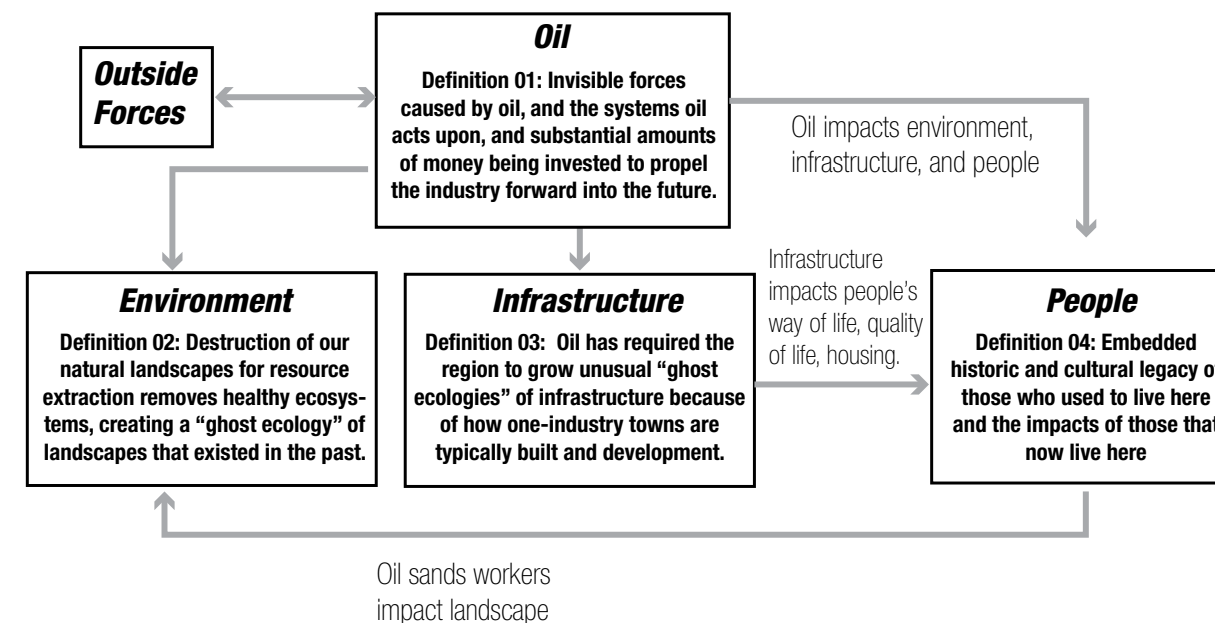 Outside
Forces
Oil
Definition 01: Invisible forces
caused by oil, and the systems oil
acts upon, and substantial amounts
of money being invested to propel
the industry forward into the future.
Oil impacts environment,
infrastructure, and people
Environment
Definition 02: Destruction of our
natural landscapes for resource
extraction removes healthy ecosys-
tems, creating a “ghost ecology” of
landscapes that existed in the past.
Infrastructure
Definition 03:  Oil has required the
region to grow unusual “ghost
ecologies” of infrastructure because
of how one-industry towns are
typically built and development.
Infrastructure
impacts people’s
way of life, quality
of life, housing.
People
Definition 04: Embedded
historic and cultural legacy of
those who used to live here
and the impacts of those that
now live here
Oil sands workers
impact landscape